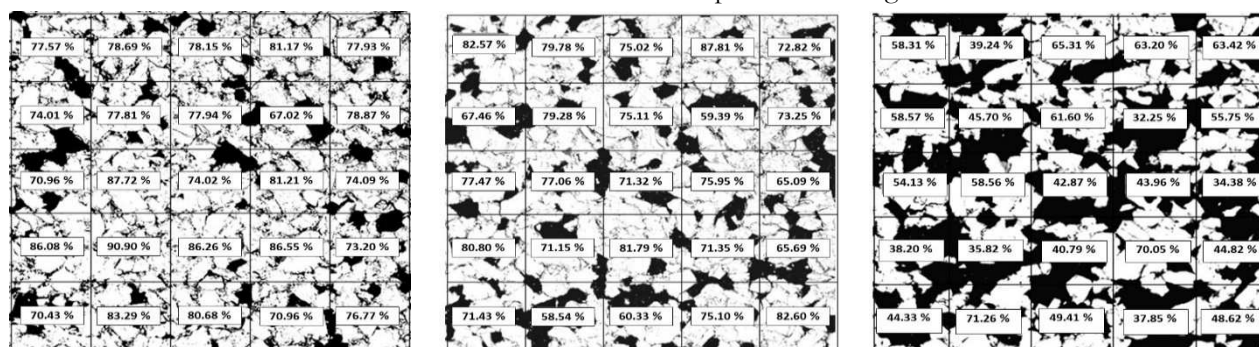 77.57 % 78.69 % 78.15 % 81.17 % 77.93 %
74.01 % 77.81 % 77.94 % 67.02 % 78.87 %
70.96 % 87.72 % 74.02 % 81.21 % 74.09 %
86.08 % 90.90 % 86.26 % 86.55 % 73.20 %
70.43 % 83.29 % 80.68 % 70.96 % 76.77 %
82.57 % 79.78 % 75.02 % 87.81 % 72.82 %
67.46 % 79.28 % 75.11 % 59.39 % 73.25 %
77.47 % 77.06 % 71.32 % 75.95 % 65.09 %
80.80 % 71.15 % 81.79 % 71.35 % 65.69 %
71.43 % 58.54 % 60.33 % 75.10 % 82.60 %
58.31 % 39.24 % 65.31 % 63.20 % 63.42 %
58.57 % 45.70 % 61.60 % 32.25 % 55.75 %
54.13 % 58.56 % 42.87 % 43.96 % 34.38 %
38.20 % 35.82 % 40.79 % 70.05 % 44.82 %
44.33 % 71.26 % 49.41 % 37.85 % 48.62 %